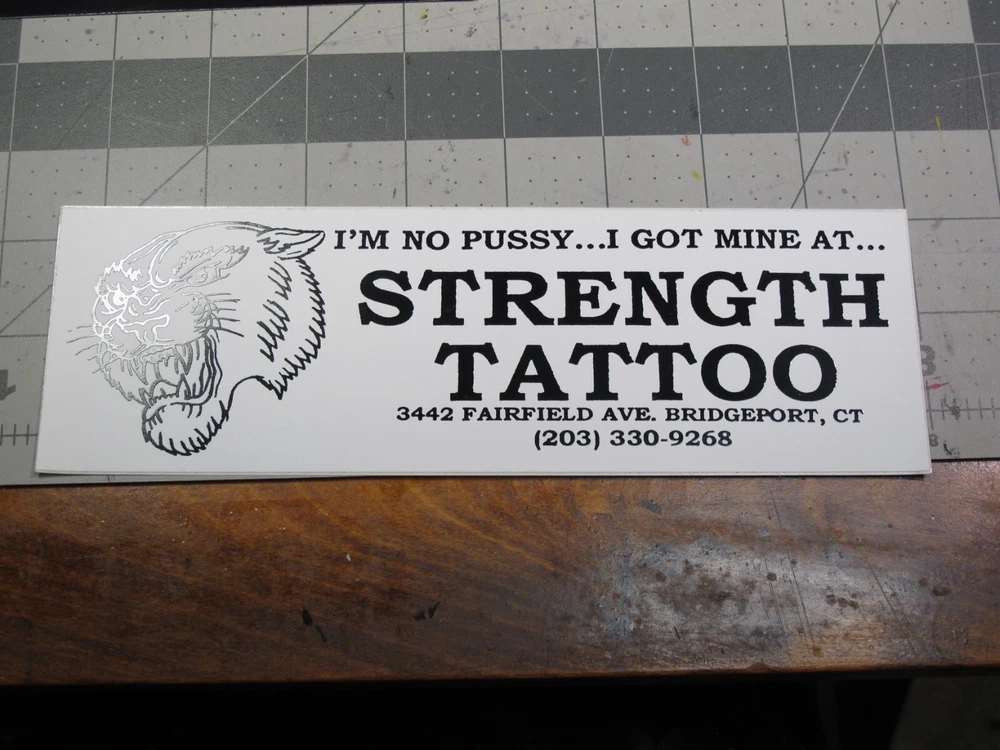 I'M NO PUSSY...I GOT MINE AT...
STRENGTH
TATTOO
3442 FAIRFIELD AVE. BRIDGEPORT, CT
(203) 330-9268